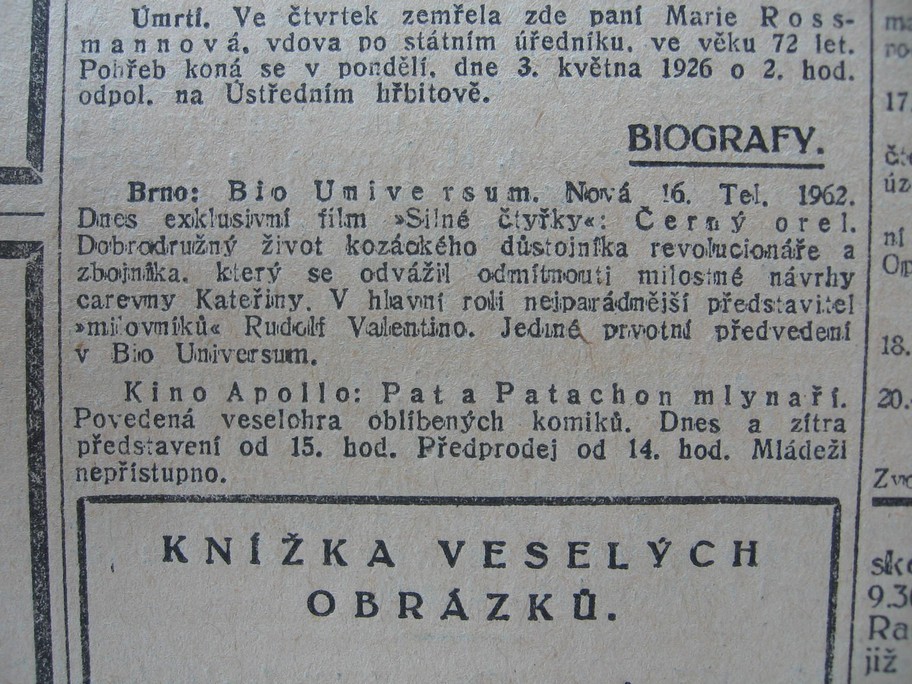 Úmrtí. Ve čtvrtek zemřela zde paní Marie Ross-
mannová, vdova po státním úředníku, ve věku 72 let.
Pohřeb koná se v pondělí, dne 3. května 1926 o 2. hod.
odpol. na Ústředním hřbitově.
BIOGRAFY.
Brno: Bio Universum, Nová 16. Tel. 1962.
Dnes exklusivní film »Silné čtyřky«: Černý orel.
Dobrodružný život kozáckého důstojníka revolucionáře a
zbojníka, který se odvážil odmítnouti milostné návrhy
carevny Kateřiny. V hlavní roli nejparádnější představitel
»milovníků« Rudolf Valentino. Jediné prvotní předvedení
v Bio Universum.
Kino Apollo: Pat a Patachon mlynaří.
Povedená veselohra oblíbených komiků. Dnes a zítra
představení od 15. hod. Předprodej od 14. hod. Mládeži
nepřístupno.
KNÍŽKA VESELÝCH
OBRÁZKŮ.
17
18.
20.
9.30
Ra
již